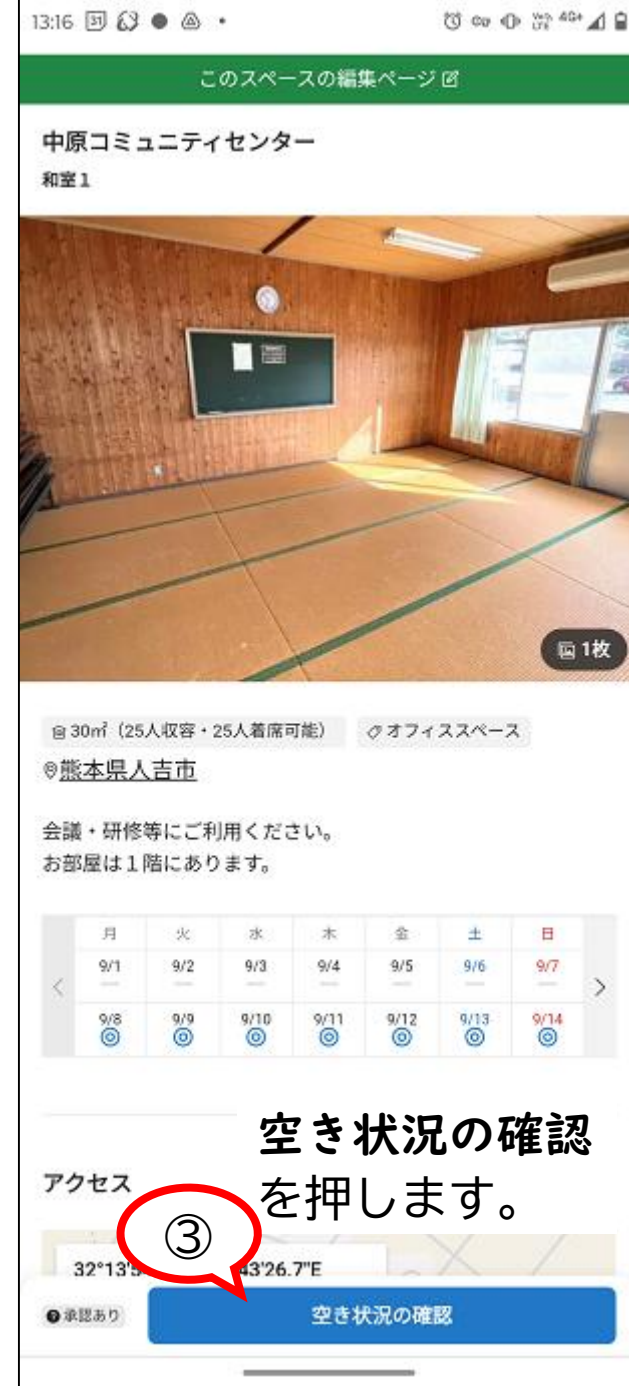 13:16
31
4G+
このスペースの編集ページ
中原コミュニティセンター
和室1
1枚
30㎡（25人収容・25人着席可能）
オフィススペース
熊本県人吉市
会議・研修等にご利用ください。
お部屋は１階にあります。
月 火 水 木 金 土 日
< 9/1 9/2 9/3 9/4 9/5 9/6 9/7 >
9/8 9/9 9/10 9/11 9/12 9/13 9/14
◎ ◎ ◎ ◎ ◎ ◎ ◎
空き状況の確認
を押します。
アクセス
③
32°13'5
43'26.7"E
承認あり
空き状況の確認